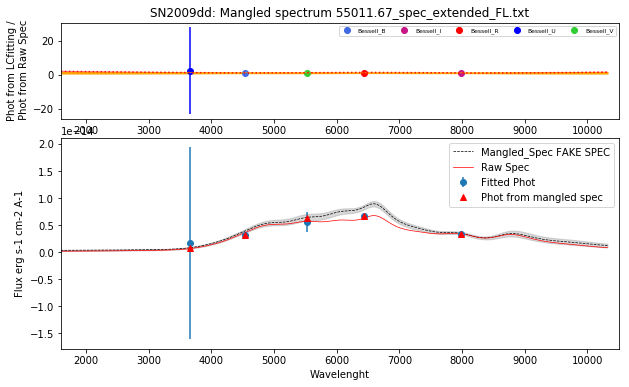 SN2009dd: Mangled spectrum 55011.67_spec_extended_FL.txt
Phot from LCfitting /
Phot from Raw Spec
20
0
−20
Bessell_B
Bessell_I
Bessell_R
Bessell_U
Bessell_V
2000 3000 4000 5000 6000 7000 8000 9000 10000
1e−14
Flux erg s-1 cm-2 A-1
2.0
1.5
1.0
0.5
0.0
−0.5
−1.0
−1.5
Mangled_Spec FAKE SPEC
Raw Spec
Fitted Phot
Phot from mangled spec
2000 3000 4000 5000 6000 7000 8000 9000 10000
Wavelenght